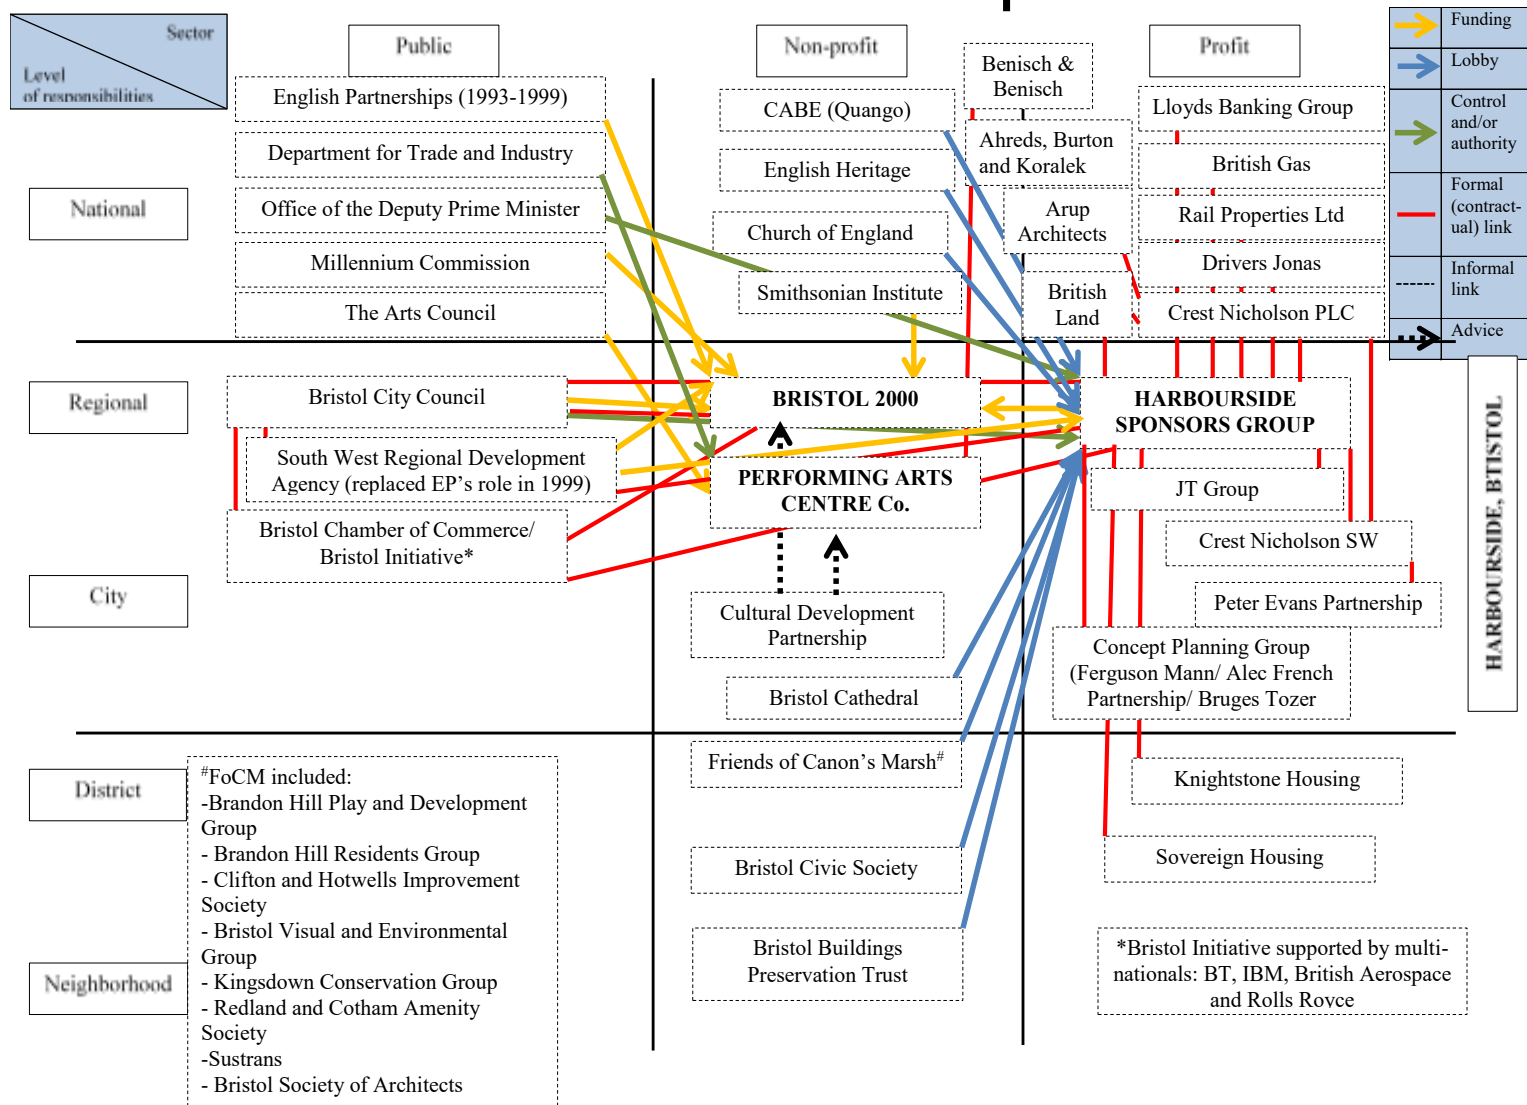 Sector
Level
of responsibilities
Public
Non-profit
Profit
Funding
Lobby
Control
and/or
authority
Formal
(contract-
ual) link
Informal
link
Advice
National
English Partnerships (1993-1999)
Department for Trade and Industry
Office of the Deputy Prime Minister
Millennium Commission
The Arts Council
CABE (Quango)
English Heritage
Church of England
Smithsonian Institute
Benisch &
Benisch
Ahreds, Burton
and Koralek
Arup
Architects
British
Land
Lloyds Banking Group
British Gas
Rail Properties Ltd
Drivers Jonas
Crest Nicholson PLC
Regional
Bristol City Council
South West Regional Development
Agency (replaced EP's role in 1999)
Bristol Chamber of Commerce/
Bristol Initiative*
BRISTOL 2000
PERFORMING ARTS
CENTRE Co.
HARBOURSIDE
SPONSORS GROUP
JT Group
Crest Nicholson SW
Peter Evans Partnership
HARBOURSIDE, BTISTOL
City
Cultural Development
Partnership
Bristol Cathedral
Concept Planning Group
(Ferguson Mann/ Alec French
Partnership/ Bruges Tozer
District
#FoCM included:
-Brandon Hill Play and Development
Group
- Brandon Hill Residents Group
- Clifton and Hotwells Improvement
Society
- Bristol Visual and Environmental
Group
- Kingsdown Conservation Group
- Redland and Cotham Amenity
Society
-Sustrans
- Bristol Society of Architects
Friends of Canon's Marsh#
Bristol Civic Society
Bristol Buildings
Preservation Trust
Knightstone Housing
Sovereign Housing
Neighborhood
*Bristol Initiative supported by multi-
nationals: BT, IBM, British Aerospace
and Rolls Royce